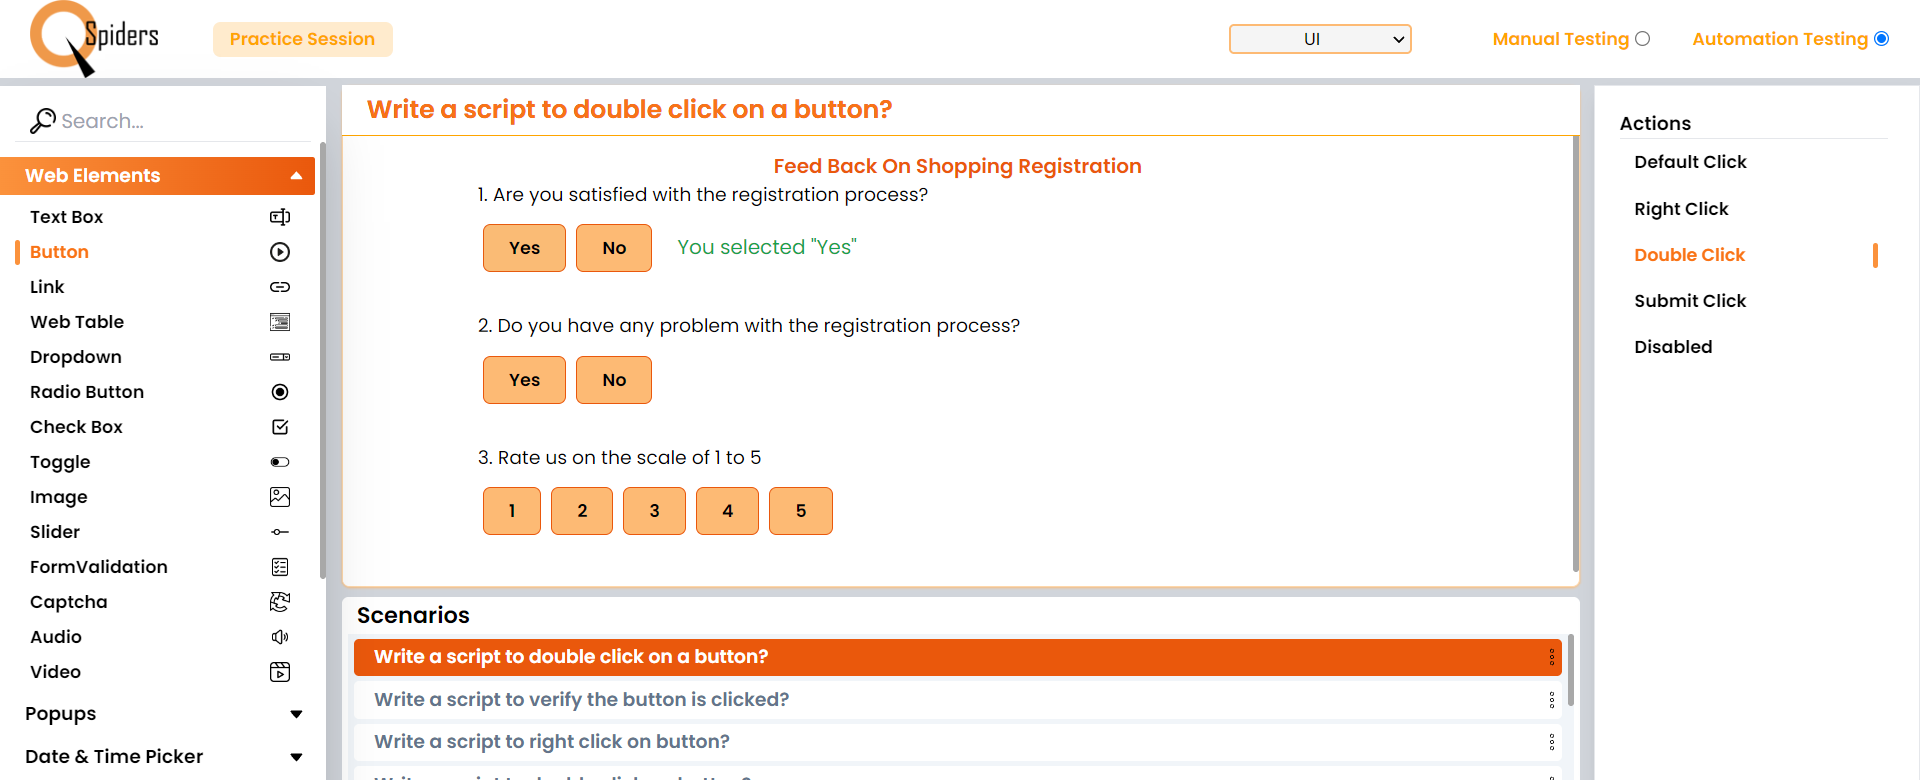 Spiders
Practice Session
UI
Manual Testing
Automation Testing
Search...
Web Elements
Text Box
Button
Link
Web Table
Dropdown
Radio Button
Check Box
Toggle
Image
Slider
FormValidation
Captcha
Audio
Video
Popups
Date & Time Picker
Write a script to double click on a button?
Feed Back On Shopping Registration
1. Are you satisfied with the registration process?
Yes No You selected "Yes"
2. Do you have any problem with the registration process?
Yes No
3. Rate us on the scale of 1 to 5
1 2 3 4 5
Scenarios
Write a script to double click on a button?
Write a script to verify the button is clicked?
Write a script to right click on button?
Actions
Default Click
Right Click
Double Click
Submit Click
Disabled